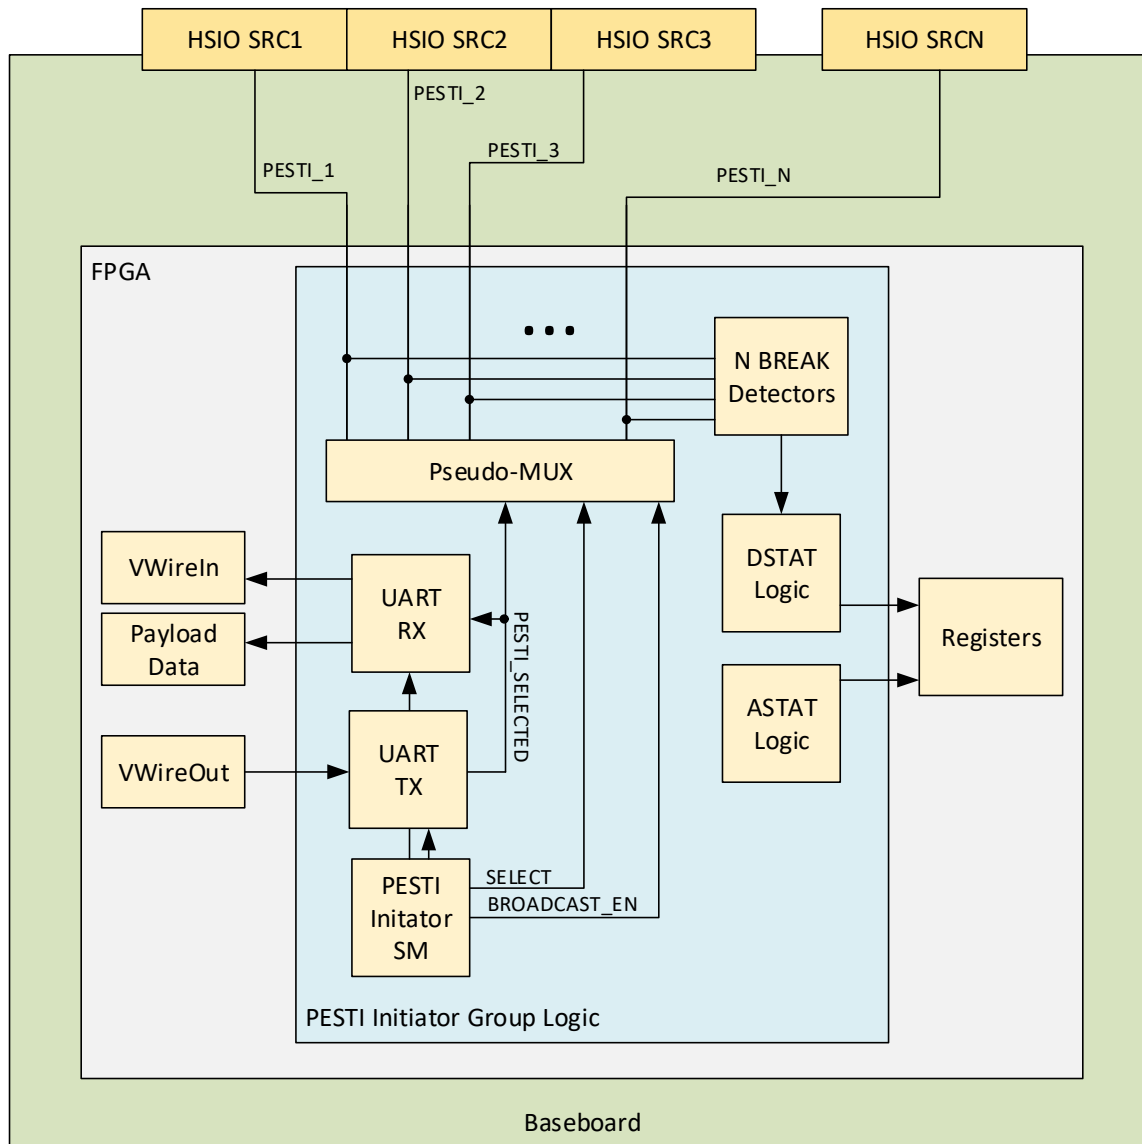 HSIO SRC1
HSIO SRC2
HSIO SRC3
HSIO SRCN
PESTI_2
PESTI_3
PESTI_1
PESTI_N
FPGA
N BREAK
Detectors
Pseudo-MUX
VWireIn
UART
RX
DSTAT
Logic
Payload
Data
PESTI_SELECTED
Registers
ASTAT
Logic
VWireOut
UART
TX
PESTI
Initator
SM
SELECT
BROADCAST_EN
PESTI Initiator Group Logic
Baseboard